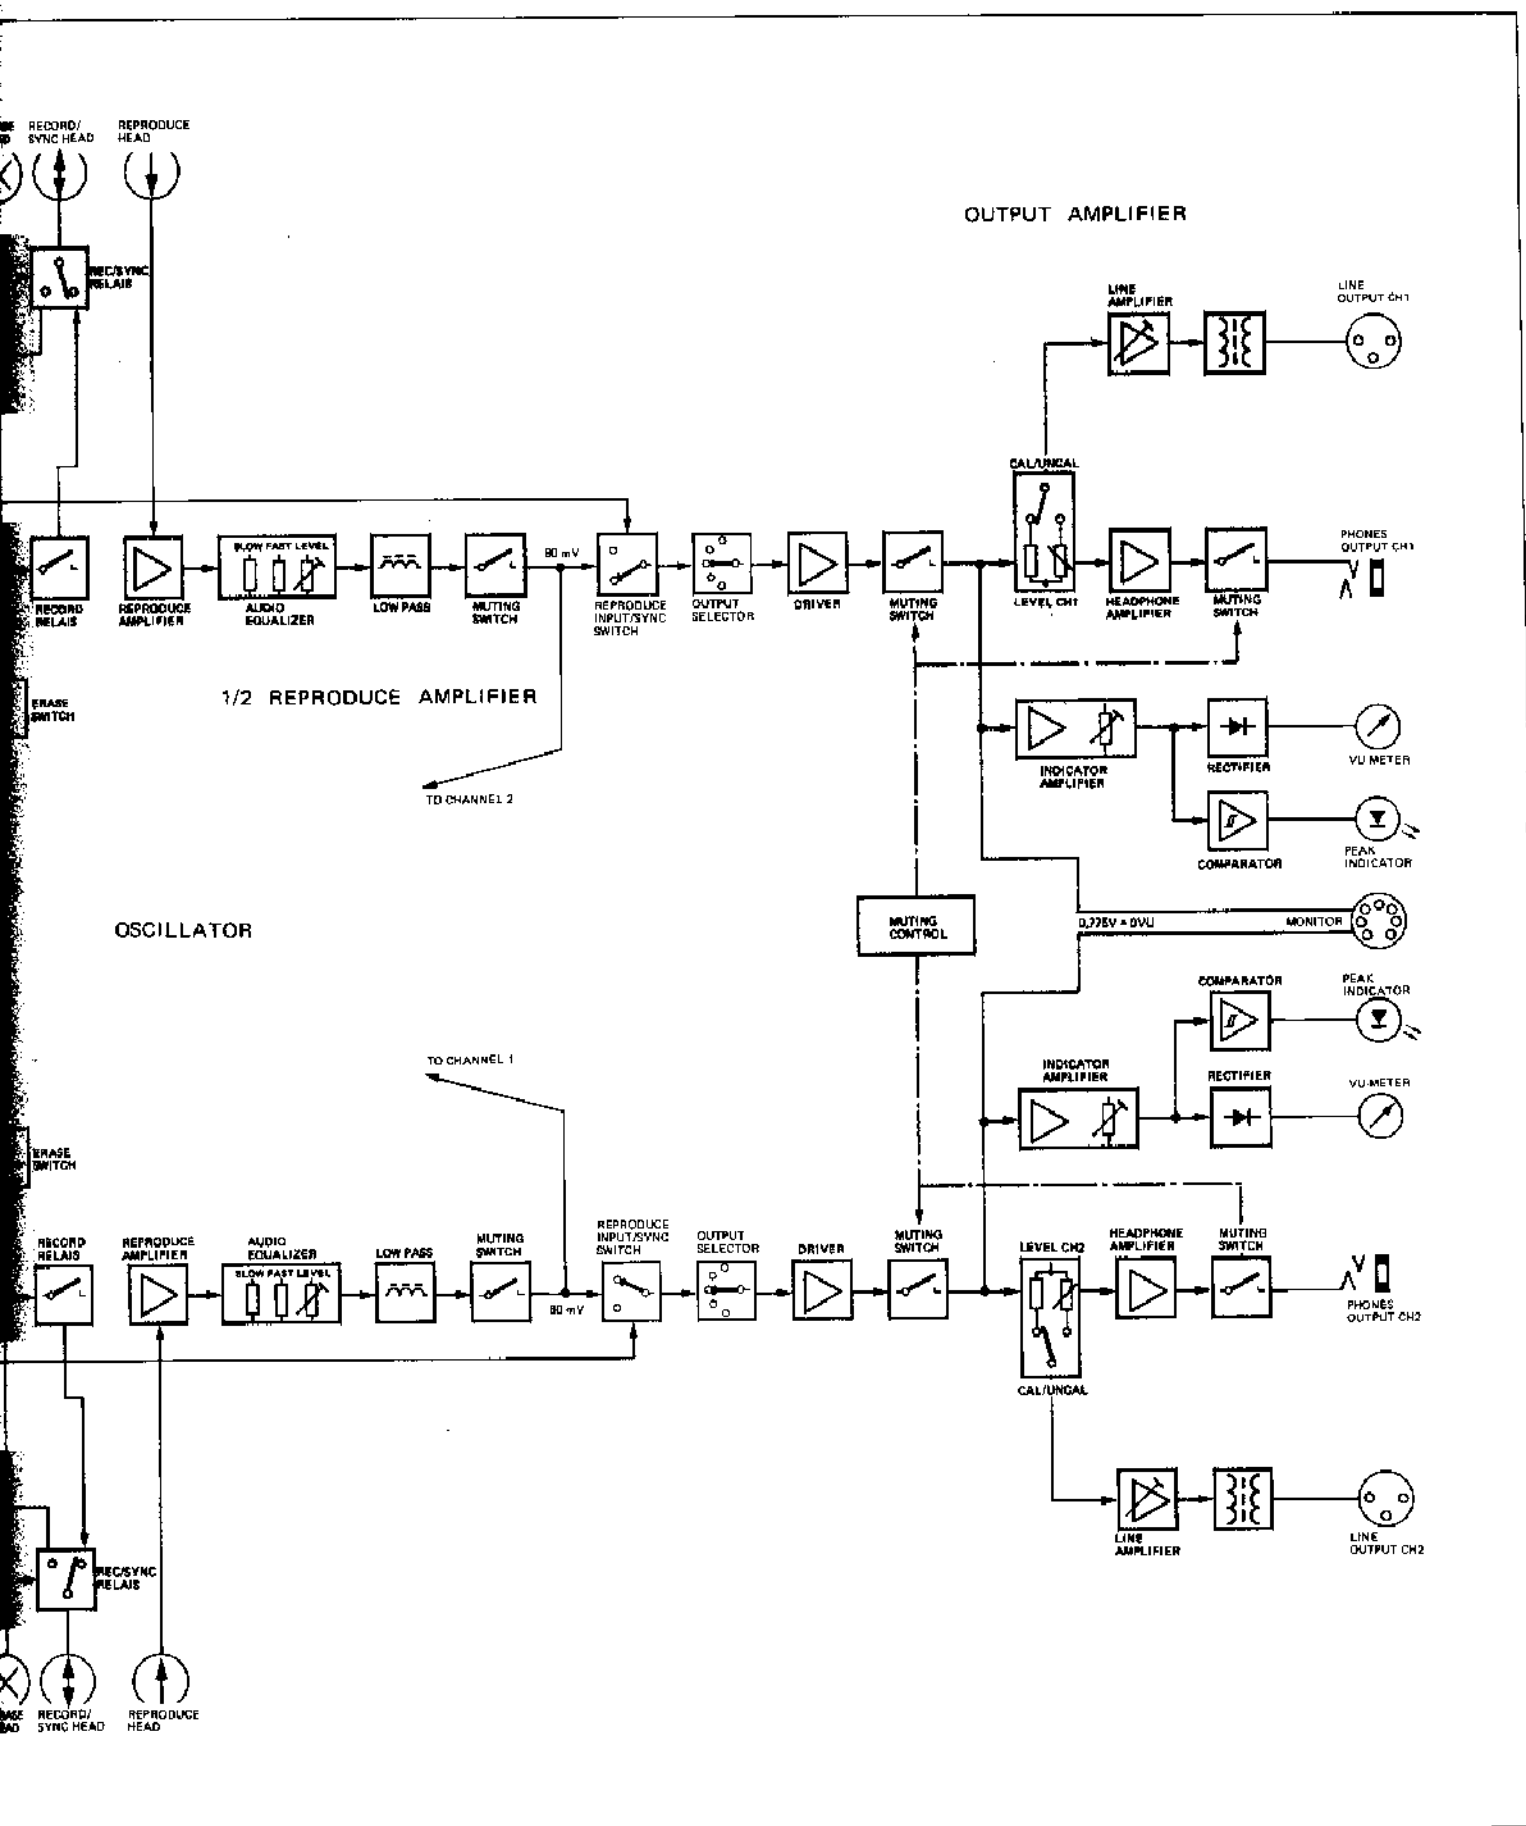 RECORD/
SYNC HEAD
REPRODUCE
HEAD
OUTPUT AMPLIFIER
REC/SYNC
RELAIS
LINE
AMPLIFIER
LINE
OUTPUT CH1
CAL/UNCAL
SLOW FAST LEVEL
80 mV
PHONES
OUTPUT CH1
RECORD
RELAIS
REPRODUCE
AMPLIFIER
AUDIO
EQUALIZER
LOW PASS
MUTING
SWITCH
REPRODUCE
INPUT/SYNC
SWITCH
OUTPUT
SELECTOR
DRIVER
MUTING
SWITCH
LEVEL CH1
HEADPHONE
AMPLIFIER
MUTING
SWITCH
ERASE
SWITCH
1/2 REPRODUCE AMPLIFIER
INDICATOR
AMPLIFIER
RECTIFIER
VU METER
TO CHANNEL 2
COMPARATOR
PEAK
INDICATOR
OSCILLATOR
MUTING
CONTROL
0,775V = 0VU
MONITOR
COMPARATOR
PEAK
INDICATOR
TO CHANNEL 1
INDICATOR
AMPLIFIER
RECTIFIER
VU-METER
ERASE
SWITCH
RECORD
RELAIS
REPRODUCE
AMPLIFIER
AUDIO
EQUALIZER
SLOW FAST LEVEL
LOW PASS
MUTING
SWITCH
80 mV
REPRODUCE
INPUT/SYNC
SWITCH
OUTPUT
SELECTOR
DRIVER
MUTING
SWITCH
LEVEL CH2
HEADPHONE
AMPLIFIER
MUTING
SWITCH
PHONES
OUTPUT CH2
CAL/UNCAL
LINE
AMPLIFIER
LINE
OUTPUT CH2
REC/SYNC
RELAIS
RECORD/
SYNC HEAD
REPRODUCE
HEAD